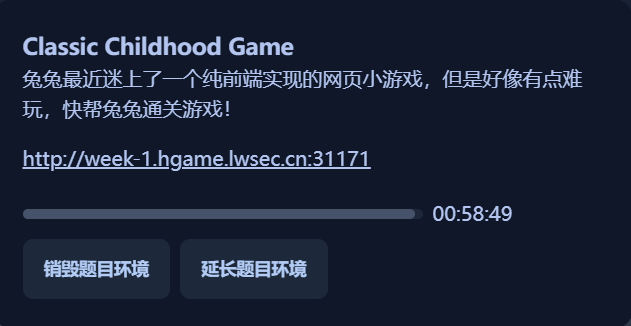 Classic Childhood Game
兔兔最近迷上了一个纯前端实现的网页小游戏，但是好像有点难
玩，快帮兔兔通关游戏！
http://week-1.hgame.lwsec.cn:31171
00:58:49
销毁题目环境 延长题目环境